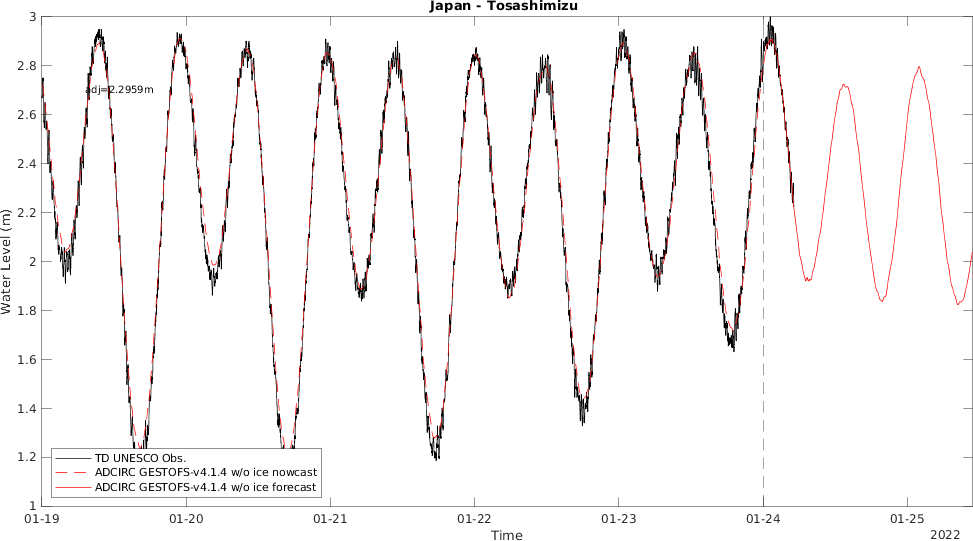 Japan - Tosashimizu
3
2.8
2.6
2.4
2.2
2
1.8
1.6
1.4
1.2
1
Water Level (m)
adj=2.2959m
TD UNESCO Obs.
ADCIRC GESTOFS-v4.1.4 w/o ice nowcast
ADCIRC GESTOFS-v4.1.4 w/o ice forecast
01-19 01-20 01-21 01-22 01-23 01-24 01-25
Time
2022